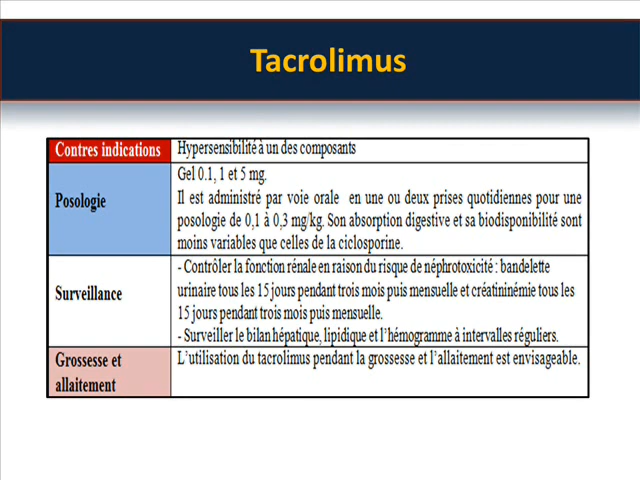 Tacrolimus
Contres indications
Hypersensibilité à un des composants
Posologie
Gel 0.1, 1 et 5 mg.
Il est administré par voie orale en une ou deux prises quotidiennes pour une
posologie de 0,1 à 0,3 mg/kg. Son absorption digestive et sa biodisponibilité sont
moins variables que celles de la ciclosporine.
Surveillance
- Contrôler la fonction rénale en raison du risque de néphrotoxicité : bandelette
urinaire tous les 15 jours pendant trois mois puis mensuelle et créatininémie tous les
15 jours pendant trois mois puis mensuelle.
- Surveiller le bilan hépatique, lipidique et l'hémogramme à intervalles réguliers.
Grossesse et
allaitement
L'utilisation du tacrolimus pendant la grossesse et l'allaitement est envisageable.